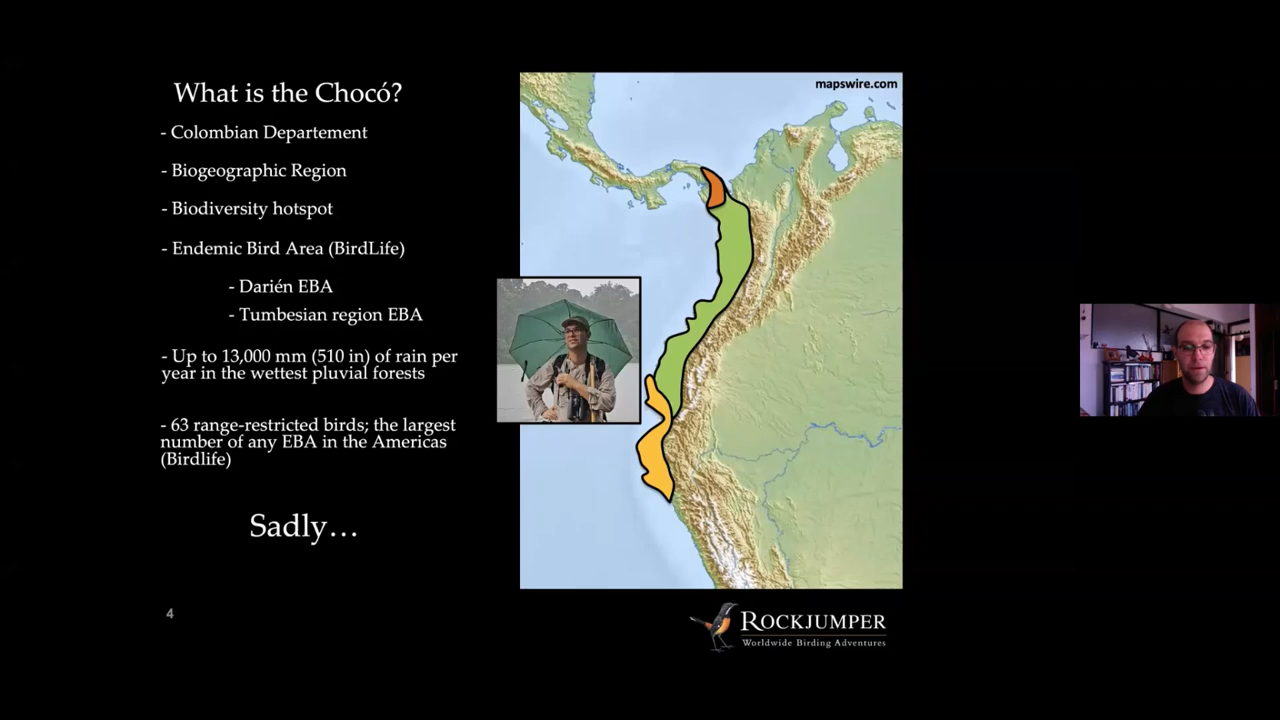 What is the Chocó?
- Colombian Departement
- Biogeographic Region
- Biodiversity hotspot
- Endemic Bird Area (BirdLife)
- Darién EBA
- Tumbesian region EBA
- Up to 13,000 mm (510 in) of rain per
year in the wettest pluvial forests
- 63 range-restricted birds; the largest
number of any EBA in the Americas
(Birdlife)
Sadly…
4
mapswire.com
ROCKJUMPER
Worldwide Birding Adventures